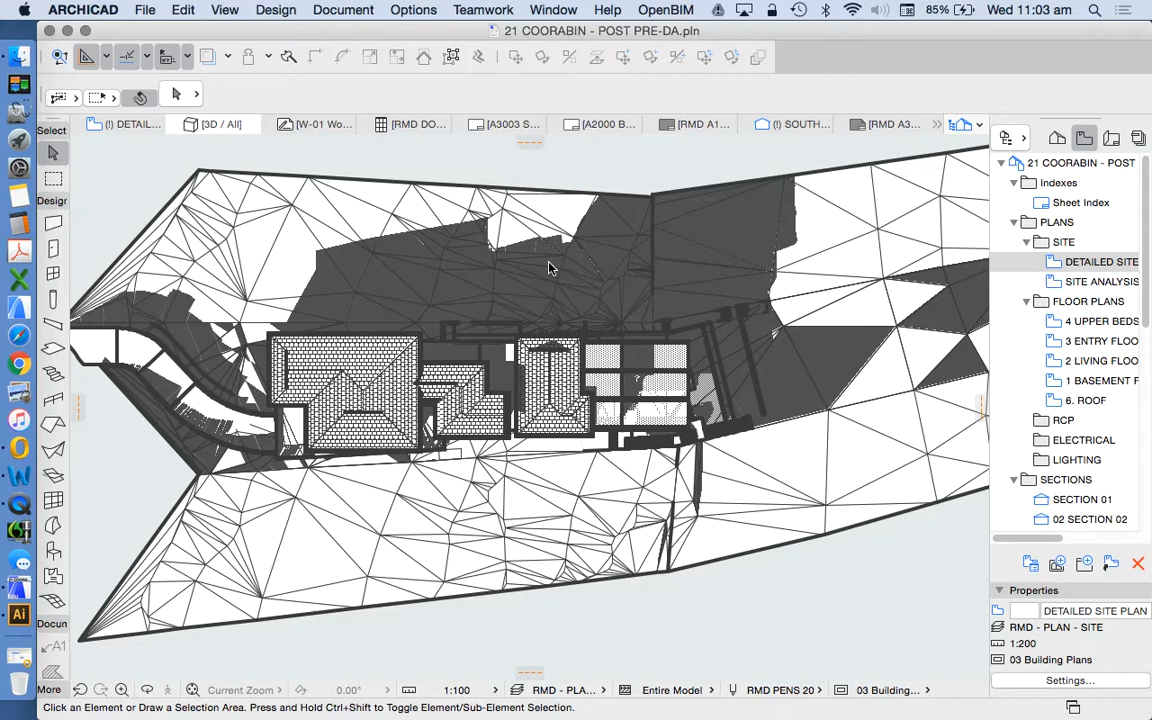 ARCHICAD File Edit View Design Document Options Teamwork Window Help OpenBIM 85% Wed 11:03 am
21 COORABIN - POST PRE-DA.pln
(!) DETAIL... [3D / All] [W-01 Wo... [RMD DO... [A3003 S... [A2000 B... [RMD A1... (!) SOUTH... [RMD A3...
Select
Design
Docun
More
21 COORABIN - POST
Indexes
Sheet Index
PLANS
SITE
DETAILED SITE
SITE ANALYSIS
FLOOR PLANS
4 UPPER BEDS
3 ENTRY FLOO
2 LIVING FLOO
1 BASEMENT F
6. ROOF
RCP
ELECTRICAL
LIGHTING
SECTIONS
SECTION 01
02 SECTION 02
Properties
DETAILED SITE PLAN
RMD - PLAN - SITE
1:200
03 Building Plans
Settings...
Current Zoom 0.00° 1:100 RMD - PLA... Entire Model RMD PENS 20 03 Building...
Click an Element or Draw a Selection Area. Press and Hold Ctrl+Shift to Toggle Element/Sub-Element Selection.